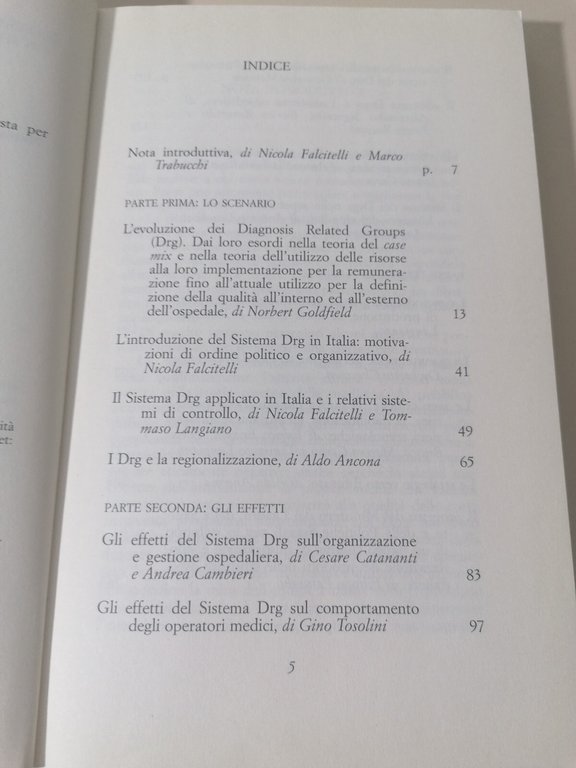 sta per
ità
et:
INDICE
Nota introduttiva, di Nicola Falcitelli e Marco
Trabucchi p. 7
PARTE PRIMA: LO SCENARIO
L'evoluzione dei Diagnosis Related Groups
(Drg). Dai loro esordi nella teoria del case
mix e nella teoria dell'utilizzo delle risorse
alla loro implementazione per la remunera-
zione fino all'attuale utilizzo per la defini-
zione della qualità all'interno ed all'esterno
dell'ospedale, di Norbert Goldfield 13
L'introduzione del Sistema Drg in Italia: motiva-
zioni di ordine politico e organizzativo, di
Nicola Falcitelli 41
Il Sistema Drg applicato in Italia e i relativi siste-
mi di controllo, di Nicola Falcitelli e Tom-
maso Langiano 49
I Drg e la regionalizzazione, di Aldo Ancona 65
PARTE SECONDA: GLI EFFETTI
Gli effetti del Sistema Drg sull'organizzazione
e gestione ospedaliera, di Cesare Catananti
e Andrea Cambieri 83
Gli effetti del Sistema Drg sul comportamento
degli operatori medici, di Gino Tosolini 97
5